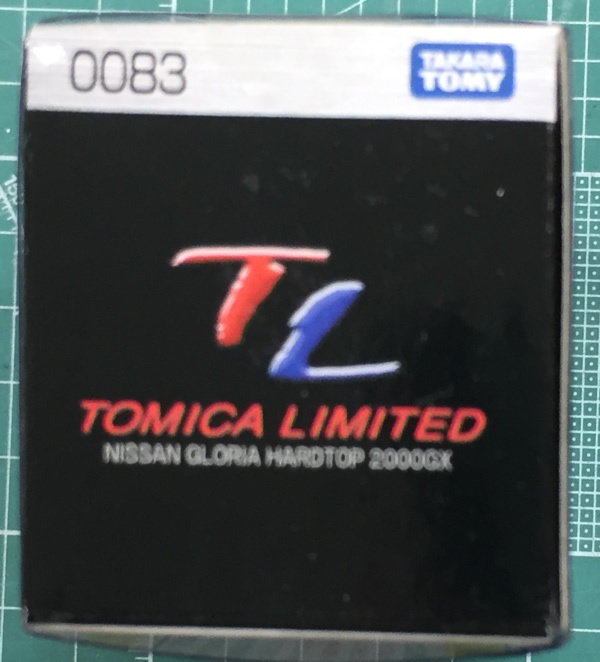 0083
TAKARA
TOMY
TL
TOMICA LIMITED
NISSAN GLORIA HARDTOP 2000GX